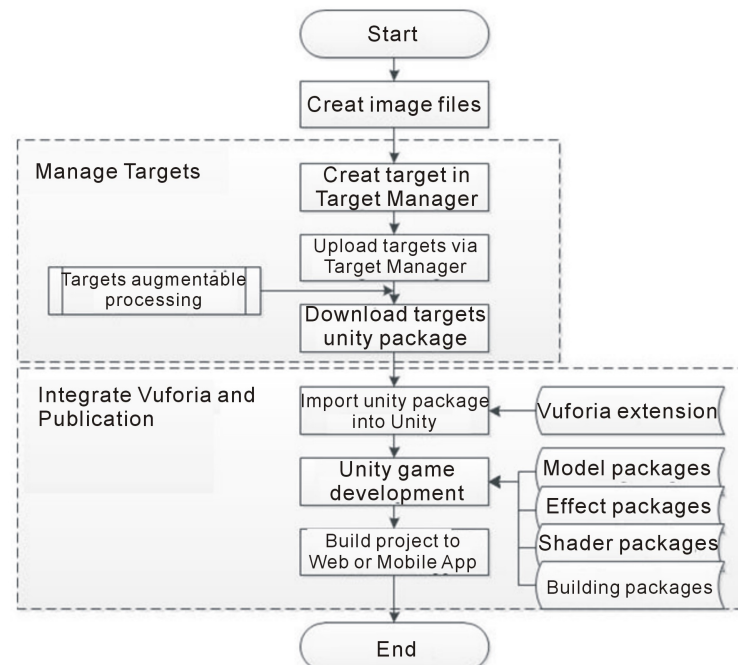 Start
Creat image files
Manage Targets
Creat target in
Target Manager
Upload targets via
Target Manager
Targets augmentable
processing
Download targets
unity package
Integrate Vuforia and
Publication
Import unity package
into Unity
Vuforia extension
Unity game
development
Model packages
Effect packages
Shader packages
Building packages
Build project to
Web or Mobile App
End